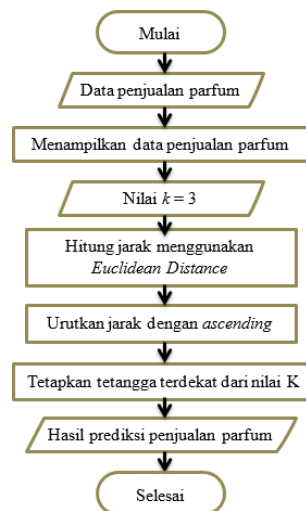 Mulai
Data penjualan parfum
Menampilkan data penjualan parfum
Nilai k = 3
Hitung jarak menggunakan
Euclidean Distance
Urutkan jarak dengan ascending
Tetapkan tetangga terdekat dari nilai K
Hasil prediksi penjualan parfum
Selesai